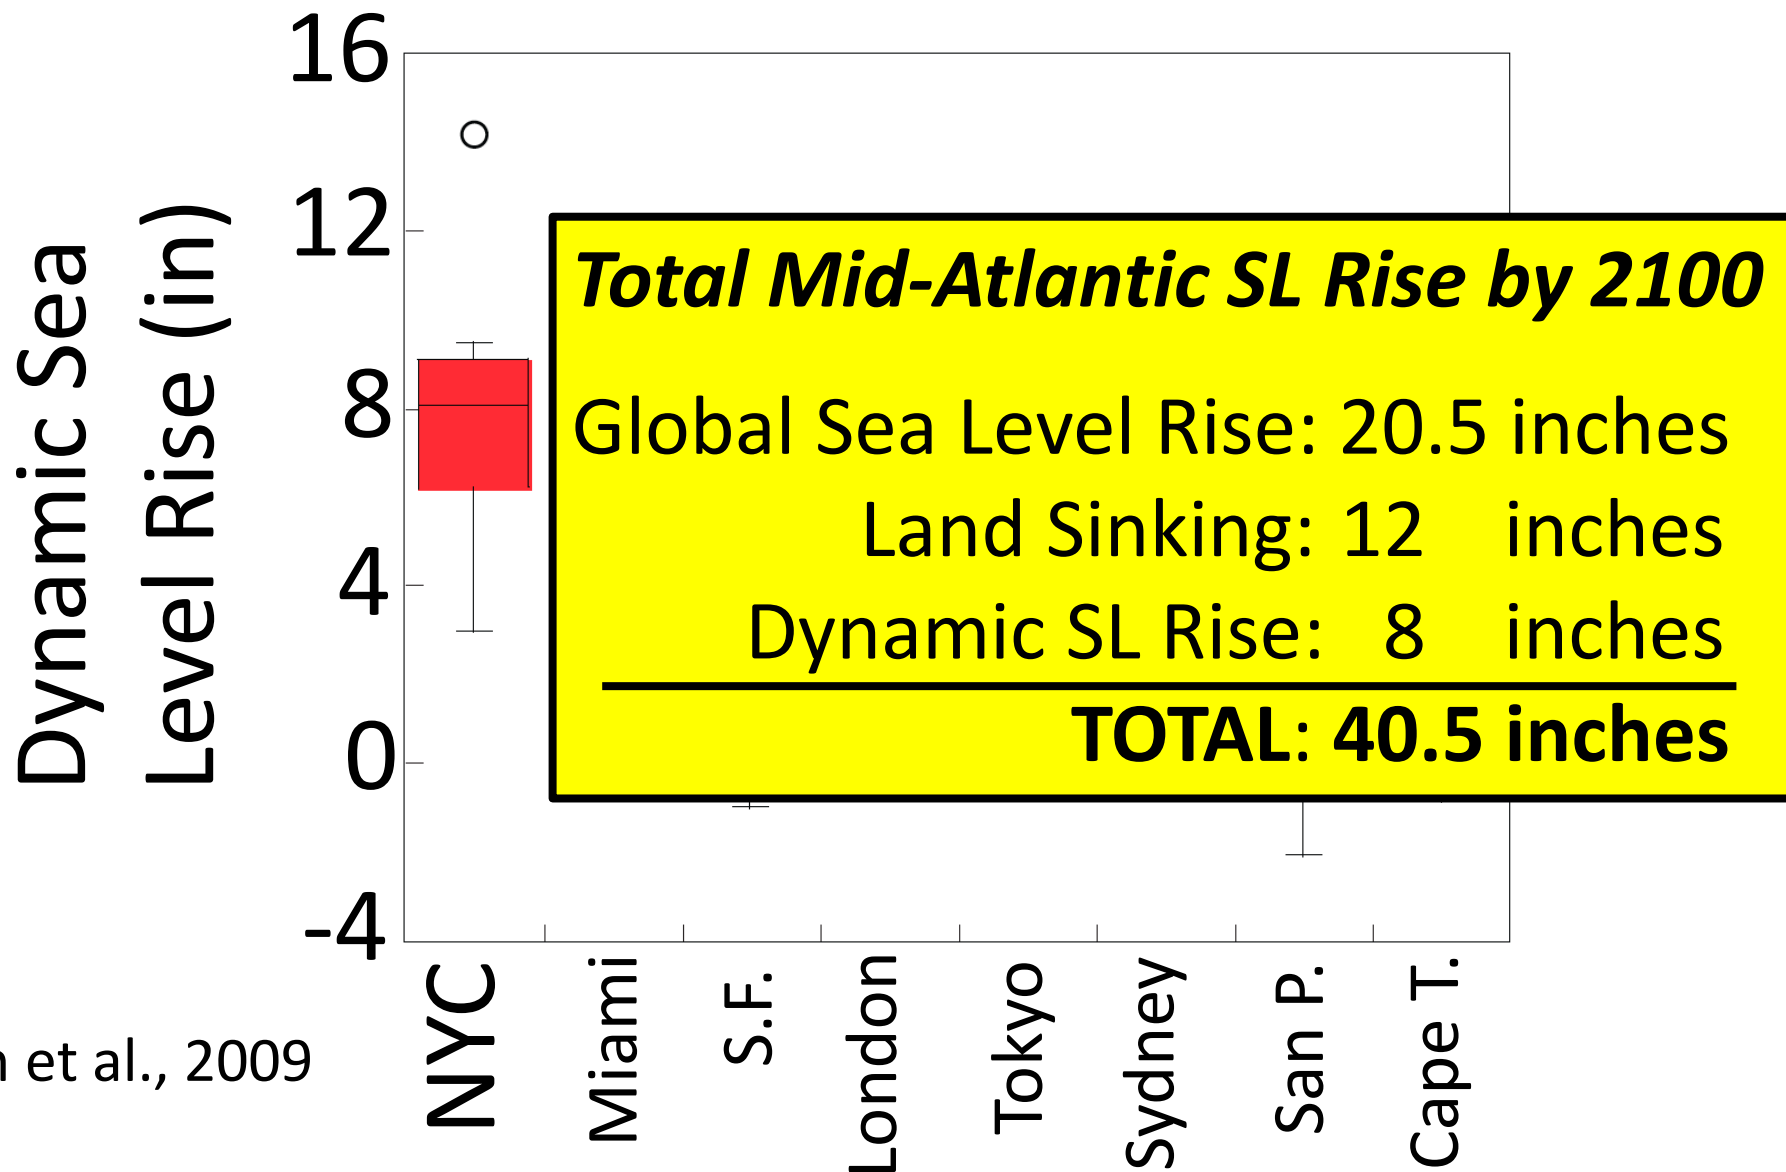 Dynamic Sea
Level Rise (in)
16
12
8
4
0
-4
Total Mid-Atlantic SL Rise by 2100
Global Sea Level Rise: 20.5 inches
Land Sinking: 12 inches
Dynamic SL Rise: 8 inches
TOTAL: 40.5 inches
NYC
Miami
S.F.
London
Tokyo
Sydney
San P.
Cape T.
et al., 2009